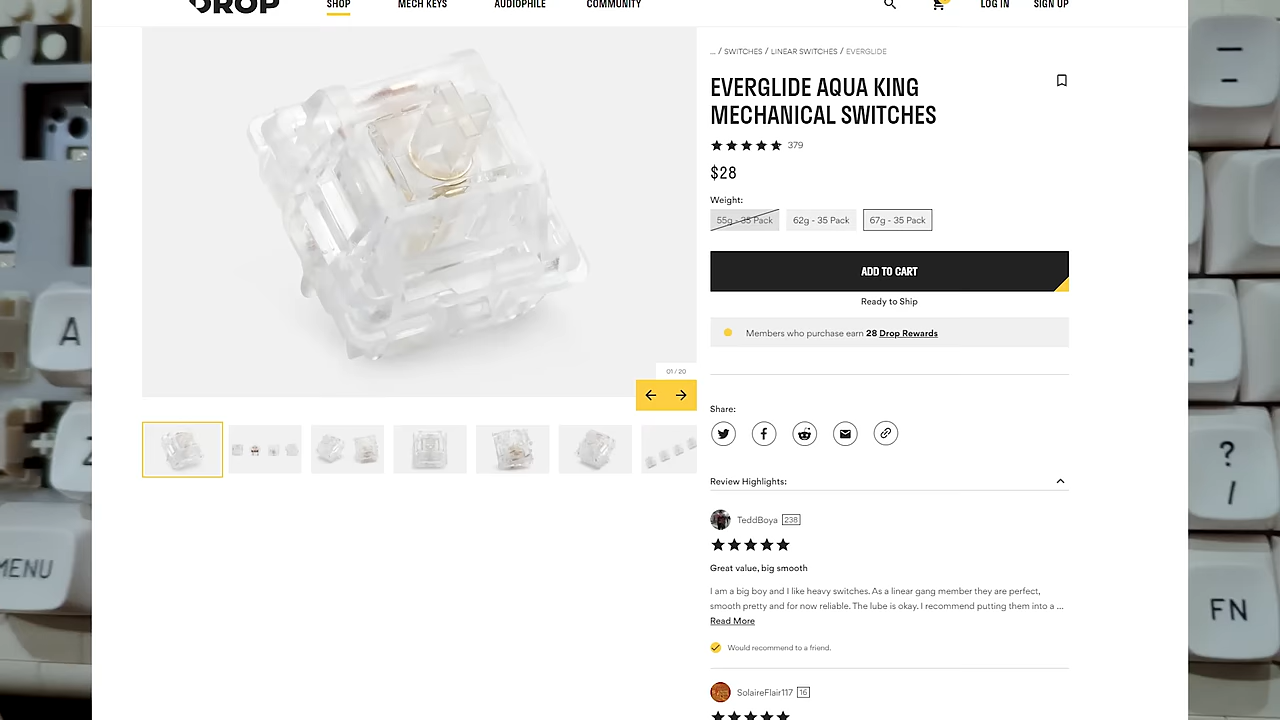 DROP
SHOP
MECH KEYS
AUDIOPHILE
COMMUNITY
LOG IN
SIGN UP
... / SWITCHES / LINEAR SWITCHES / EVERGLIDE
EVERGLIDE AQUA KING
MECHANICAL SWITCHES
379
$28
Weight:
55g - 35 Pack
62g - 35 Pack
67g - 35 Pack
ADD TO CART
Ready to Ship
Members who purchase earn 28 Drop Rewards
01 / 20
Share:
Review Highlights:
TeddBoya 238
Great value, big smooth
I am a big boy and I like heavy switches. As a linear gang member they are perfect,
smooth pretty and for now reliable. The lube is okay. I recommend putting them into a ...
Read More
Would recommend to a friend.
SolaireFlair117 16
A
Z
MENU
?
/
FN